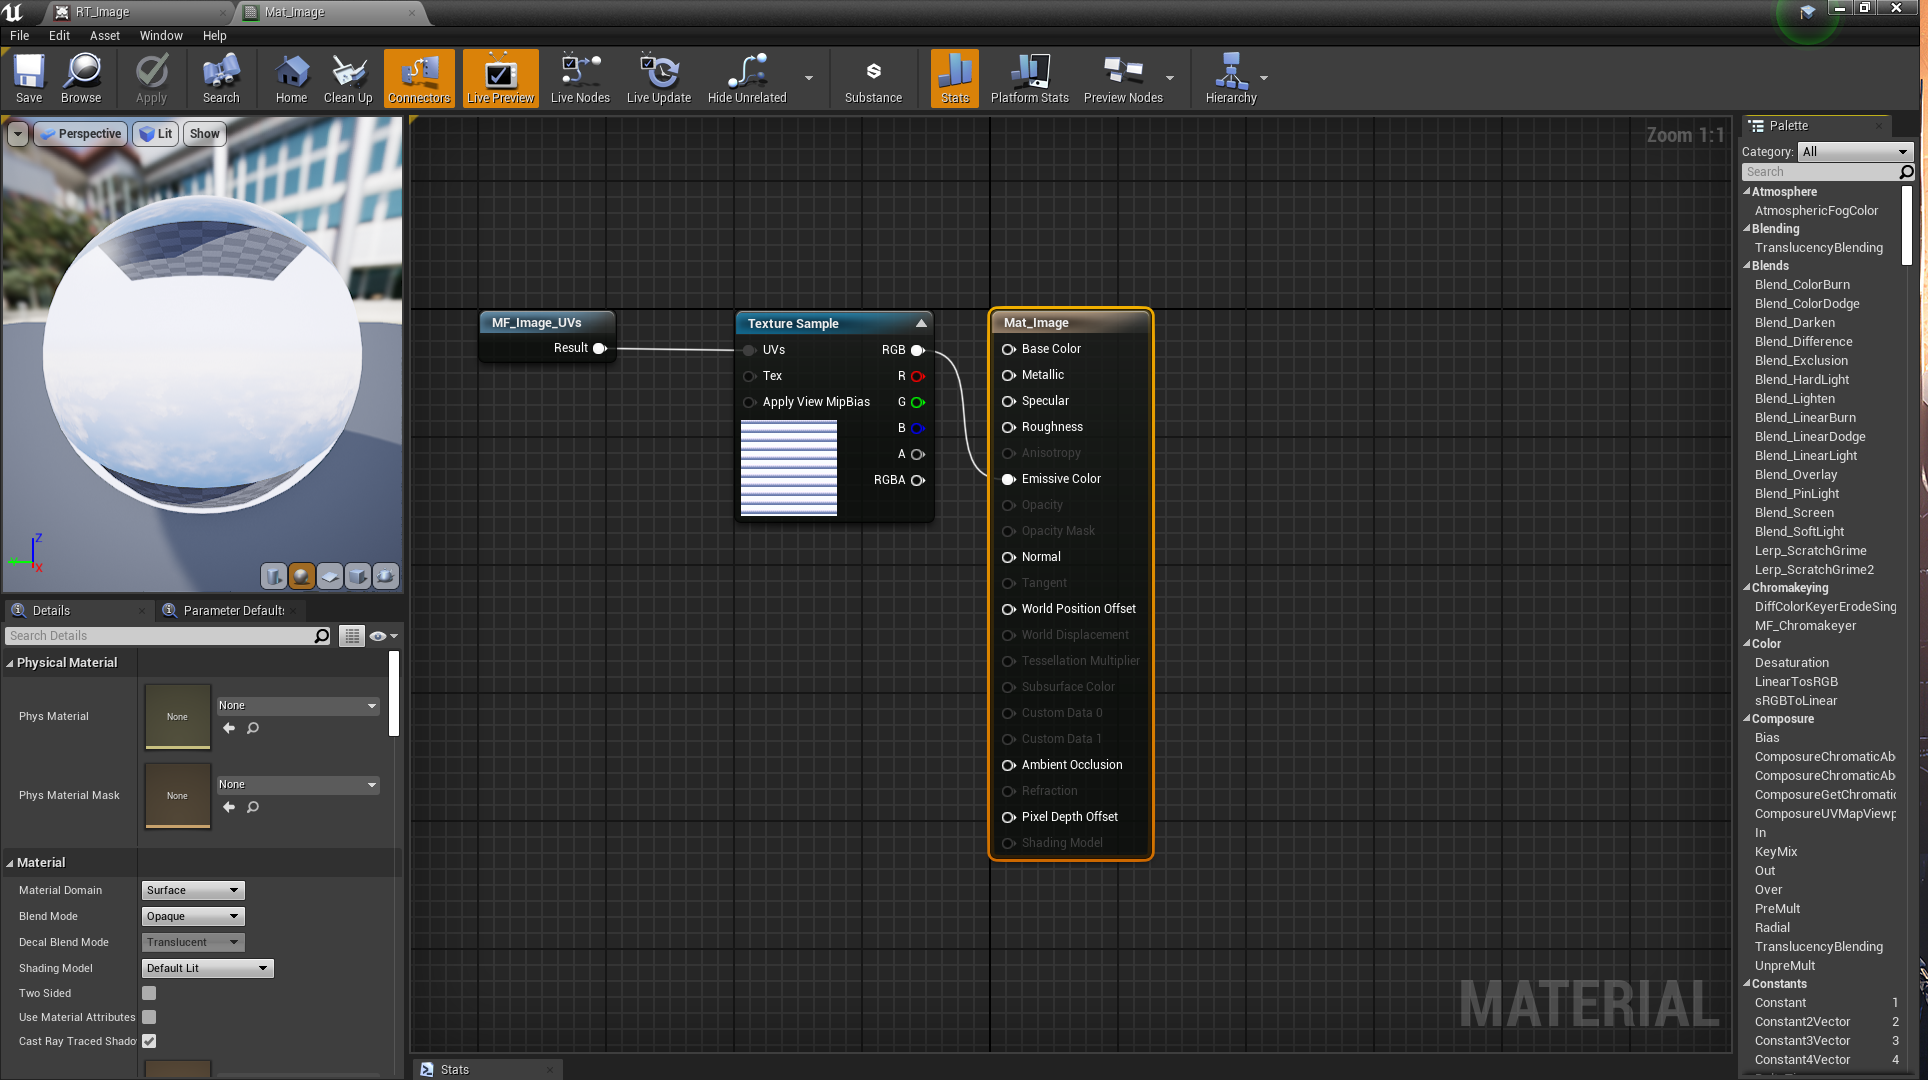 RT_Image
Mat_Image
File Edit Asset Window Help
Save
Browse
Apply
Search
Home
Clean Up
Connectors
Live Preview
Live Nodes
Live Update
Hide Unrelated
Substance
Stats
Platform Stats
Preview Nodes
Hierarchy
Perspective
Lit
Show
Z
Y
X
Details
Parameter Defaults
Search Details
Physical Material
Phys Material
None
None
Phys Material Mask
None
None
Material
Material Domain
Surface
Blend Mode
Opaque
Decal Blend Mode
Translucent
Shading Model
Default Lit
Two Sided
Use Material Attributes
Cast Ray Traced Shado
Zoom 1:1
MF_Image_UVs
Result
Texture Sample
UVs
RGB
Tex
R
Apply View MipBias
G
B
A
RGBA
Mat_Image
Base Color
Metallic
Specular
Roughness
Anisotropy
Emissive Color
Opacity
Opacity Mask
Normal
Tangent
World Position Offset
World Displacement
Tessellation Multiplier
Subsurface Color
Custom Data 0
Custom Data 1
Ambient Occlusion
Refraction
Pixel Depth Offset
Shading Model
MATERIAL
Stats
Palette
Category: All
Search
Atmosphere
AtmosphericFogColor
Blending
TranslucencyBlending
Blends
Blend_ColorBurn
Blend_ColorDodge
Blend_Darken
Blend_Difference
Blend_Exclusion
Blend_HardLight
Blend_Lighten
Blend_LinearBurn
Blend_LinearDodge
Blend_LinearLight
Blend_Overlay
Blend_PinLight
Blend_Screen
Blend_SoftLight
Lerp_ScratchGrime
Lerp_ScratchGrime2
Chromakeying
DiffColorKeyerErodeSing
MF_Chromakeyer
Color
Desaturation
LinearTosRGB
sRGBToLinear
Composure
Bias
ComposureChromaticAb
ComposureChromaticAb
ComposureGetChromatic
ComposureUVMapViewp
In
KeyMix
Out
Over
PreMult
Radial
TranslucencyBlending
UnpreMult
Constants
Constant 1
Constant2Vector 2
Constant3Vector 3
Constant4Vector 4